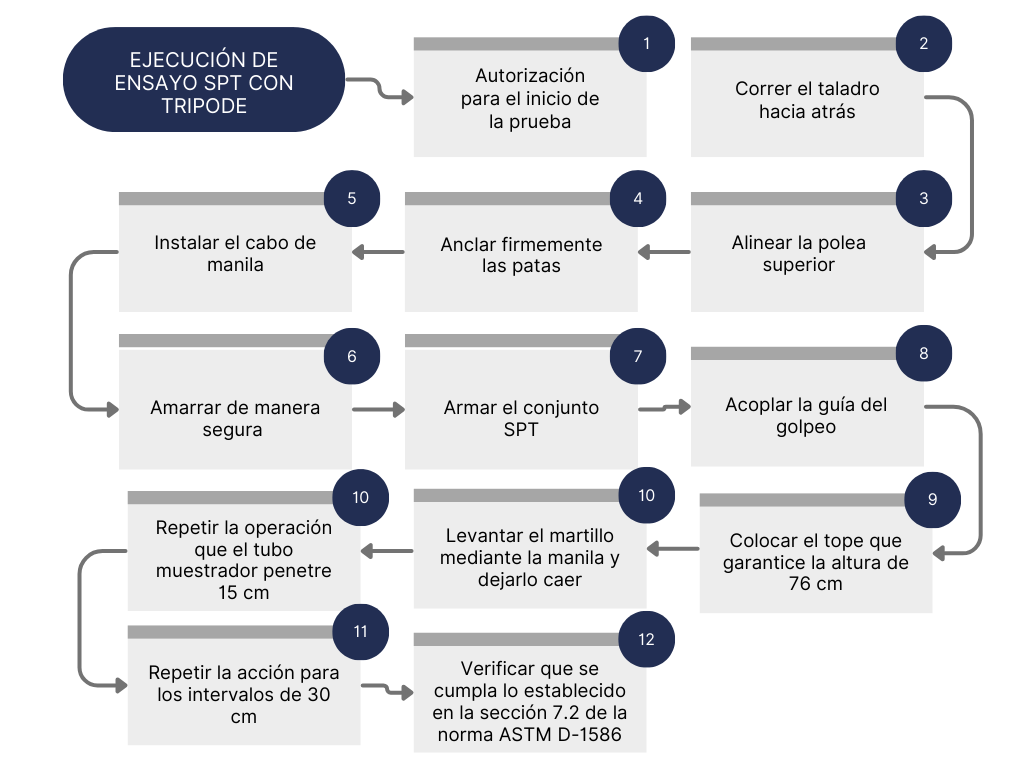 EJECUCIÓN DE
ENSAYO SPT CON
TRIPODE
1
Autorización
para el inicio de
la prueba
2
Correr el taladro
hacia atrás
3
Alinear la polea
superior
4
Anclar firmemente
las patas
5
Instalar el cabo de
manila
6
Amarrar de manera
segura
7
Armar el conjunto
SPT
8
Acoplar la guía del
golpeo
9
Colocar el tope que
garantice la altura de
76 cm
10
Levantar el martillo
mediante la manila y
dejarlo caer
10
Repetir la operación
que el tubo
muestrador penetre
15 cm
11
Repetir la acción para
los intervalos de 30
cm
12
Verificar que se
cumpla lo establecido
en la sección 7.2 de la
norma ASTM D-1586